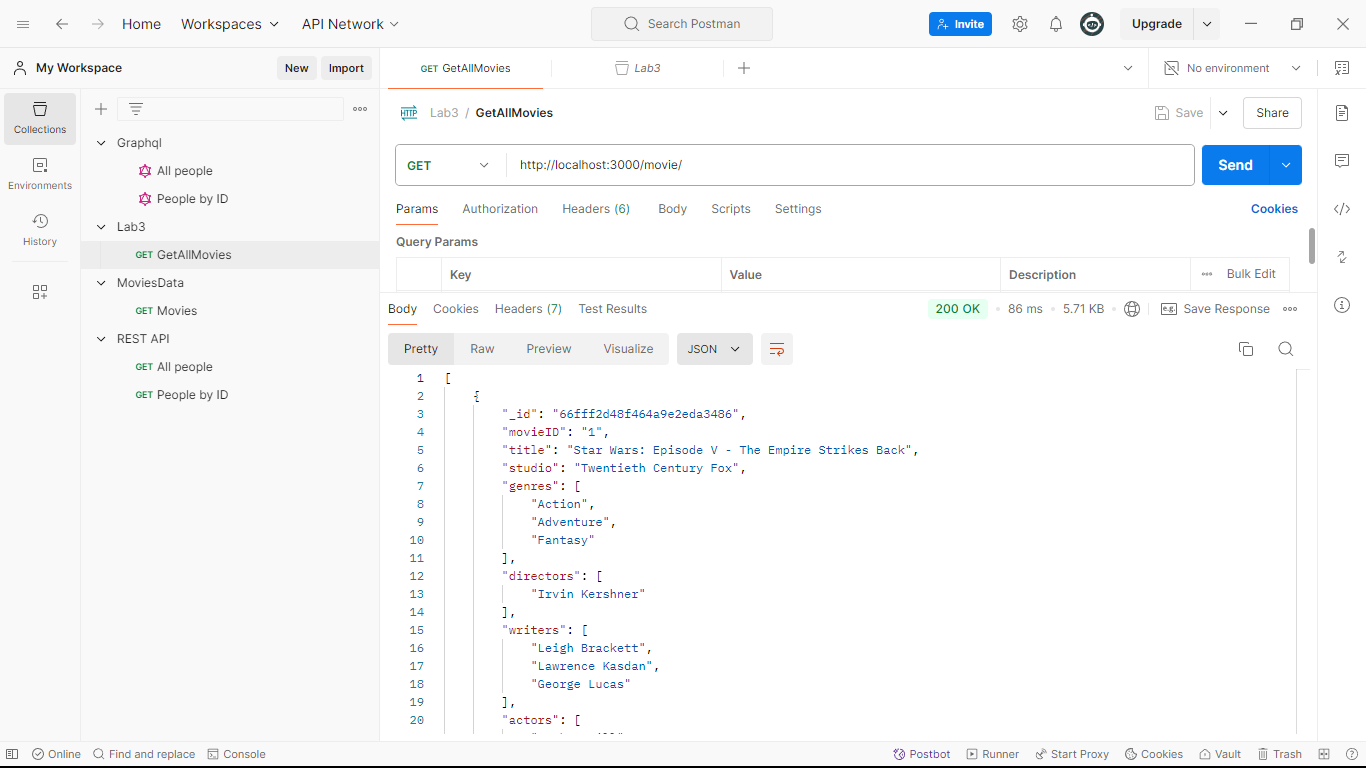 Home Workspaces API Network Search Postman Invite Upgrade
My Workspace New Import
GET GetAllMovies Lab3 No environment
Collections
Environments
History
Graphql
All people
People by ID
Lab3
GET GetAllMovies
MoviesData
GET Movies
REST API
GET All people
GET People by ID
HTTP Lab3 / GetAllMovies Save Share
GET http://localhost:3000/movie/ Send
Params Authorization Headers (6) Body Scripts Settings Cookies
Query Params
Key Value Description Bulk Edit
Body Cookies Headers (7) Test Results 200 OK 86 ms 5.71 KB e.g. Save Response
Pretty Raw Preview Visualize JSON
1 [
2 {
3 "_id": "66fff2d48f464a9e2eda3486",
4 "movieID": "1",
5 "title": "Star Wars: Episode V - The Empire Strikes Back",
6 "studio": "Twentieth Century Fox",
7 "genres": [
8 "Action",
9 "Adventure",
10 "Fantasy"
11 ],
12 "directors": [
13 "Irvin Kershner"
14 ],
15 "writers": [
16 "Leigh Brackett",
17 "Lawrence Kasdan",
18 "George Lucas"
19 ],
20 "actors": [
Online Find and replace Console Postbot Runner Start Proxy Cookies Vault Trash